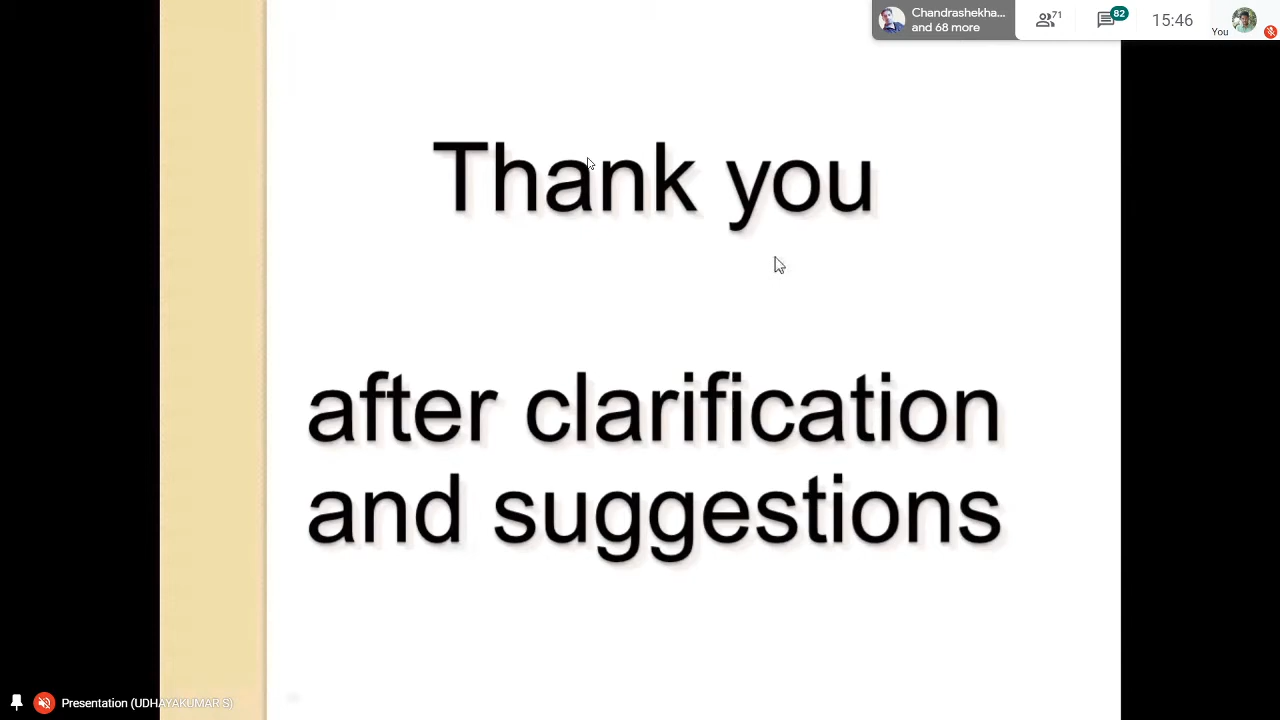 Chandrashekha...
and 68 more
71
82
15:46
You
Thank you
after clarification
and suggestions
Presentation (UDHAYAKUMAR S)